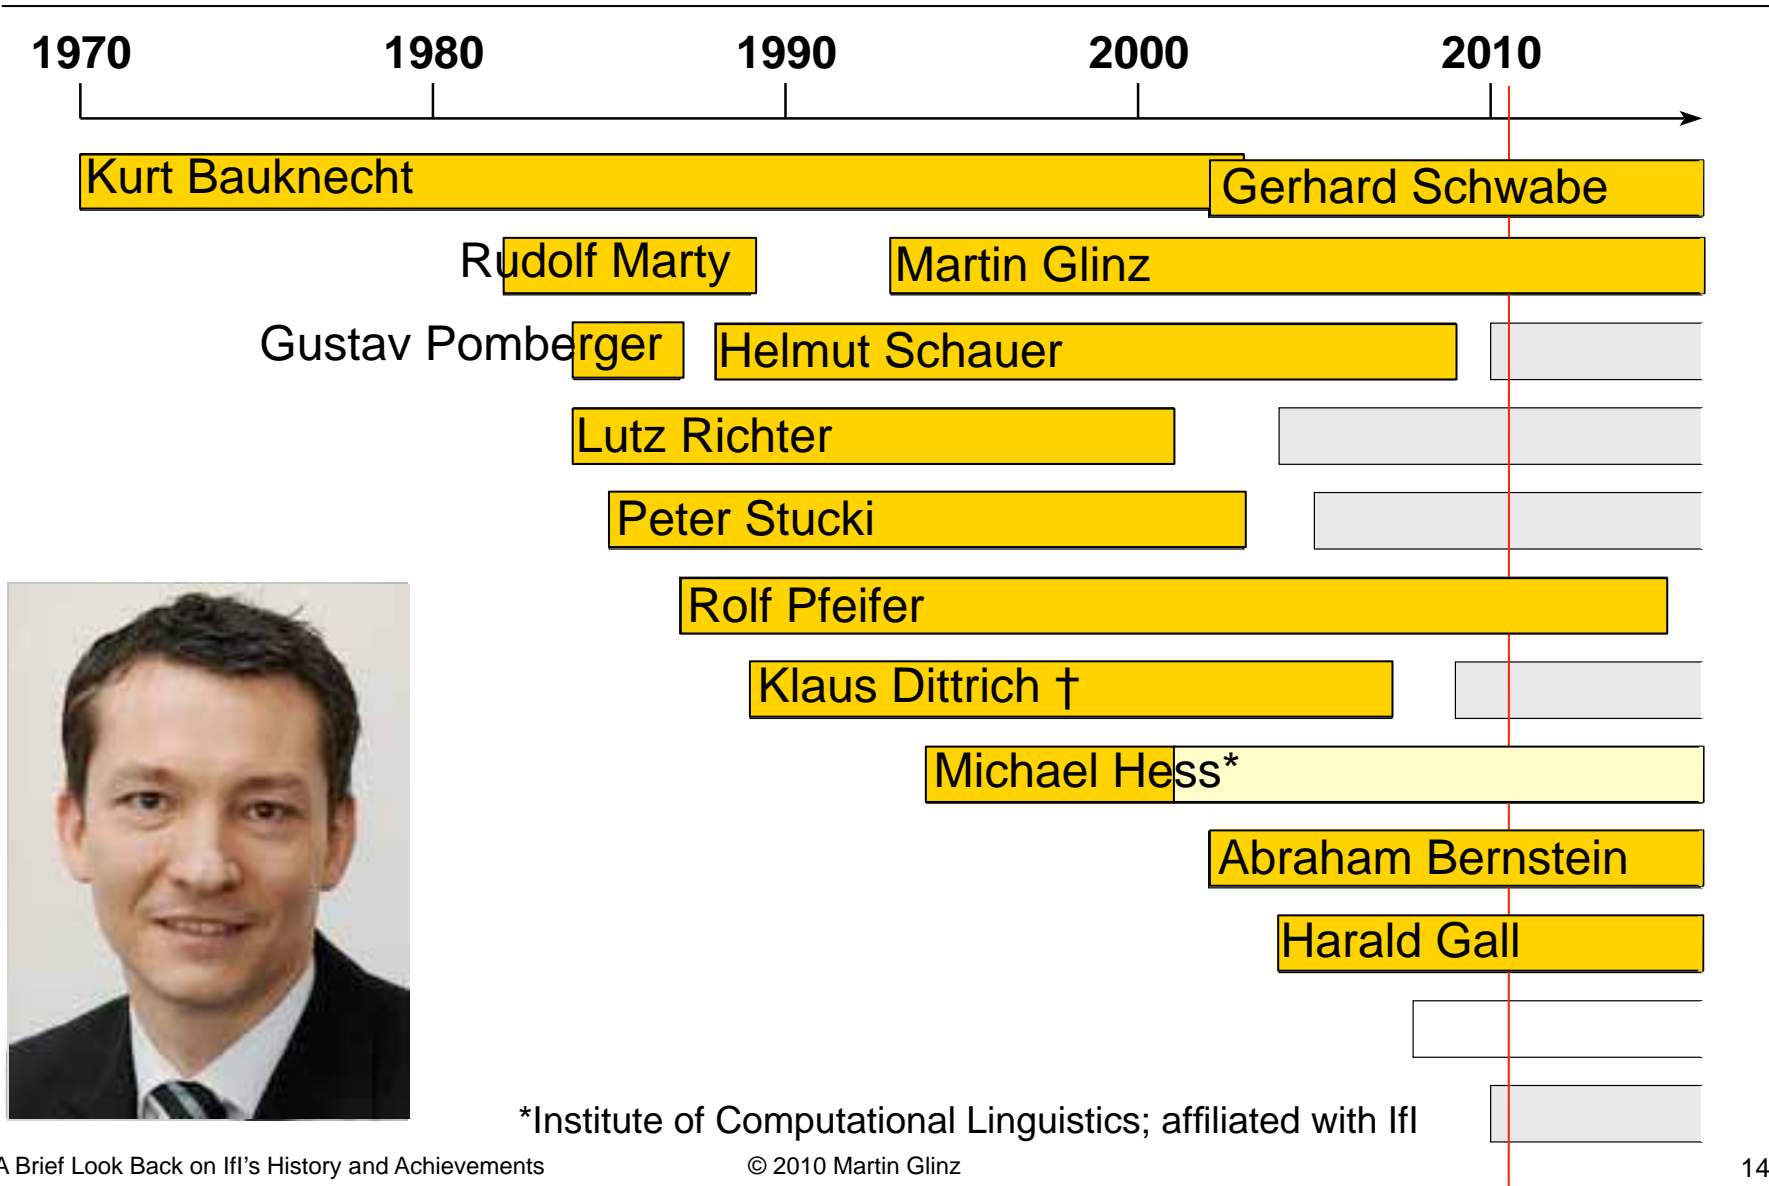 1970 1980 1990 2000 2010
Kurt Bauknecht
Gerhard Schwabe
Rudolf Marty
Martin Glinz
Gustav Pomberger
Helmut Schauer
Lutz Richter
Peter Stucki
Rolf Pfeifer
Klaus Dittrich †
Michael Hess*
Abraham Bernstein
Harald Gall
*Institute of Computational Linguistics; affiliated with IfI
A Brief Look Back on IfI's History and Achievements
© 2010 Martin Glinz
14